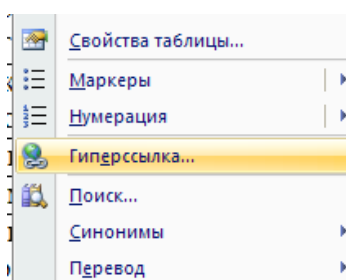 Свойства таблицы...
Маркеры
Нумерация
Гиперссылка...
Поиск...
Синонимы
Перевод